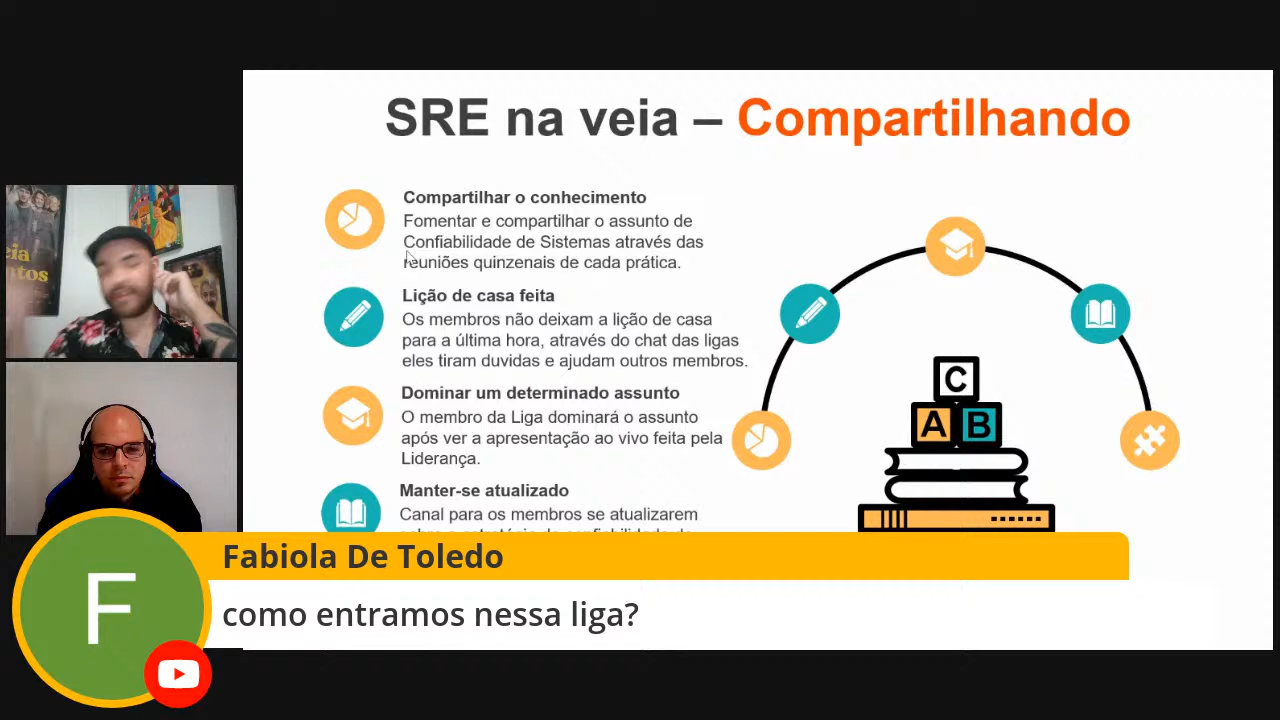 SRE na veia – Compartilhando
Compartilhar o conhecimento
Fomentar e compartilhar o assunto de
Confiabilidade de Sistemas através das
reuniões quinzenais de cada prática.
Lição de casa feita
Os membros não deixam a lição de casa
para a última hora, através do chat das ligas
eles tiram duvidas e ajudam outros membros.
Dominar um determinado assunto
O membro da Liga dominará o assunto
após ver a apresentação ao vivo feita pela
Liderança.
Manter-se atualizado
Canal para os membros se atualizarem
C
A B
F
Fabiola De Toledo
como entramos nessa liga?